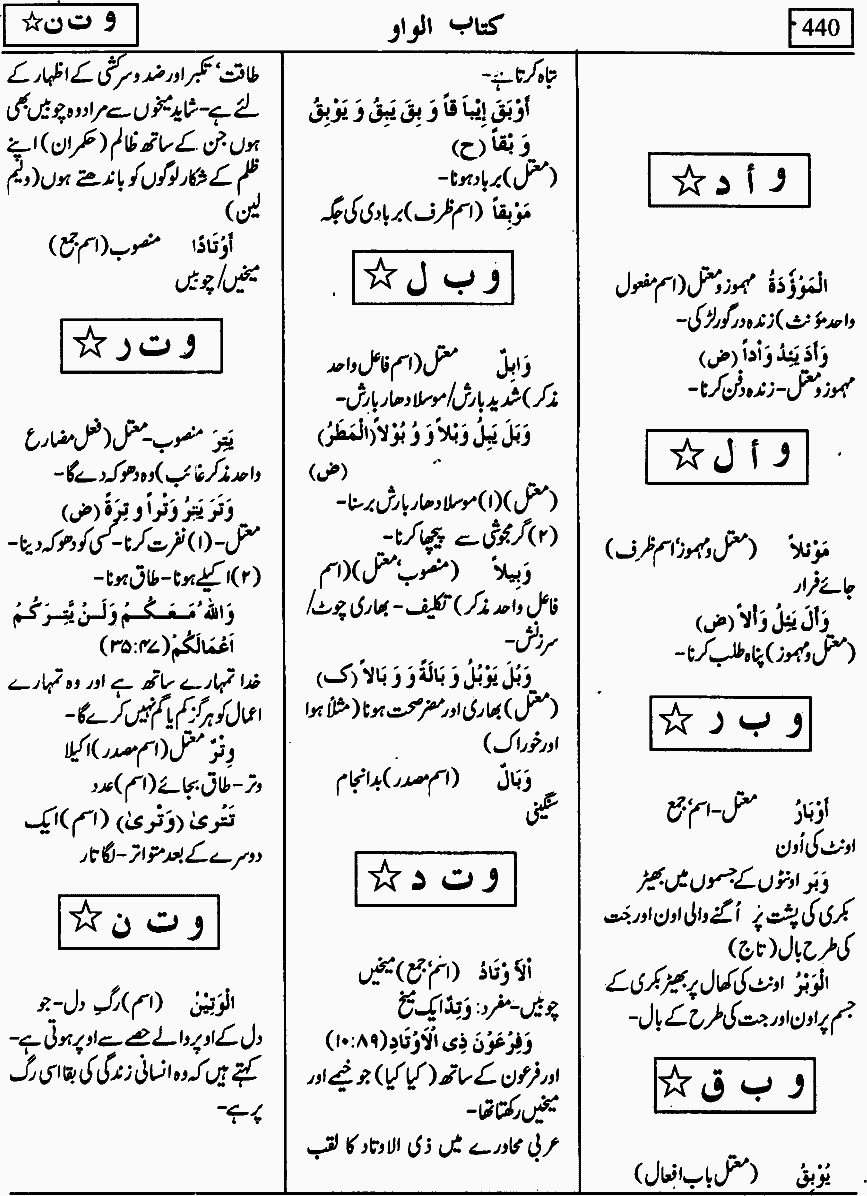 440
کتاب الواو
و ت ن ☆
و أ د ☆
الْمَوْؤُدَةُ مہموز و معتل (اسم مفعول
واحد مؤنث) زندہ درگور لڑکی-
وَأَدَ يَئِدُ وَأْداً (ض)
مہموز و معتل- زندہ دفن کرنا-
و أ ل ☆
مَوْئِلاً (معتل و مہموز، اسم ظرف)
جائے فرار
وَأَلَ يَئِلُ وَأْلاً (ض)
(معتل و مہموز) پناہ طلب کرنا-
و ب ر ☆
أَوْبَارُ معتل- اسم، جمع
اونٹ کی اُون
وَبَر اونٹوں کے جسموں میں بھیڑ
بکری کی پشت پر اُگنے والی اون اور جَت
کی طرح بال (تاج)
الْوَبْرُ اونٹ کی کھال پر بھیڑ بکری کے
جسم پر اون اور جت کی طرح کے بال-
و ب ق ☆
يُوْبِقُ (معتل باب افعال)
تباہ کرتا ہے-
أَوْبَقَ إِيْبَا قاً وَ بِقَ يَبِقُ وَ يَوْبِقُ
وَ بْقاً (ح)
(معتل) برباد ہونا-
مَوْبِقاً (اسم ظرف) بربادی کی جگہ
و ب ل ☆
وَابِلٌ معتل (اسم فاعل واحد
مذکر) شدید بارش/ موسلا دھار بارش-
وَبَلَ يَبِلُ وَبْلاً وَ وُ بُوْلاً (الْمَطَرُ)
(ض)
(معتل) (۱) موسلا دھار بارش برسنا-
(۲) گرمجوشی سے پیچھا کرنا-
وَبِيلاً (منصوب، معتل) (اسم
فاعل واحد مذکر) تکلیف- بھاری چوٹ/
سرزنش-
وَبُلَ يَوْبُلُ وَ بَالَةً وَ وَ بَالاً (ک)
(معتل) بھاری اور مضر صحت ہونا (مثلاً ہوا
اور خوراک)
وَبَالٌ (اسم مصدر) بد انجام
سنگینی
و ت د ☆
اَلْأَ وْتَادُ (اسم، جمع) میخیں
چوبیں- مفرد: وَتِدٌ ایک میخ
وَفِرْعَوْنَ ذِی الْاَوْتَادِ (۱۰:۸۹)
اور فرعون کے ساتھ (کیا کیا) جو خیمے اور
میخیں رکھتا تھا-
عربی محاورے میں ذی الاوتاد کا لقب
طاقت، تکبر اور ضد و سرکشی کے اظہار کے
لئے ہے- شاید میخوں سے مراد وہ چوبیں بھی
ہوں جن کے ساتھ ظالم (حکمران) اپنے
ظلم کے شکار لوگوں کو باندھتے ہوں (ولیم
لین)
أَوْتَادًا منصوب (اسم جمع)
میخیں/ چوبیں
و ت ر ☆
يَتِرَ منصوب- معتل (فعل مضارع
واحد مذکر غائب) وہ دھوکہ دے گا-
وَتَرَ يَتِرُ وَتْراً و تِرَةً (ض)
معتل- (۱) نفرت کرنا- کسی کو دھوکہ دینا-
(۲) اکیلے ہونا- طاق ہونا-
وَاللهُ مَعَكُمْ وَلَنْ يَّتِرَكُمْ
اَعْمَالَكُمْ (۳۵:۴۷)
خدا تمہارے ساتھ ہے اور وہ تمہارے
اعمال کو ہرگز کم یا گم نہیں کرے گا-
وِتْرٌ معتل (اسم مصدر) اکیلا
وتر- طاق بجائے (اسم) عدد
تَتْریٰ (وَتْریٰ) (اسم) ایک
دوسرے کے بعد متواتر- لگاتار
و ت ن ☆
الْوَتِيْنَ (اسم) رگِ دل- جو
دل کے اوپر والے حصے سے اوپر ہوتی ہے-
کہتے ہیں کہ وہ انسانی زندگی کی بقا اسی رگ
پر ہے-